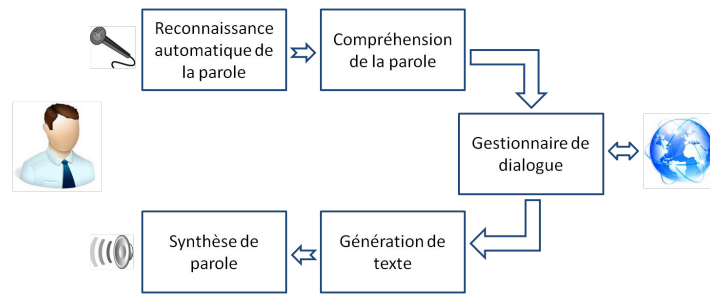 Reconnaissance
automatique de
la parole
Compréhension
de la parole
Gestionnaire de
dialogue
Synthèse de
parole
Génération de
texte